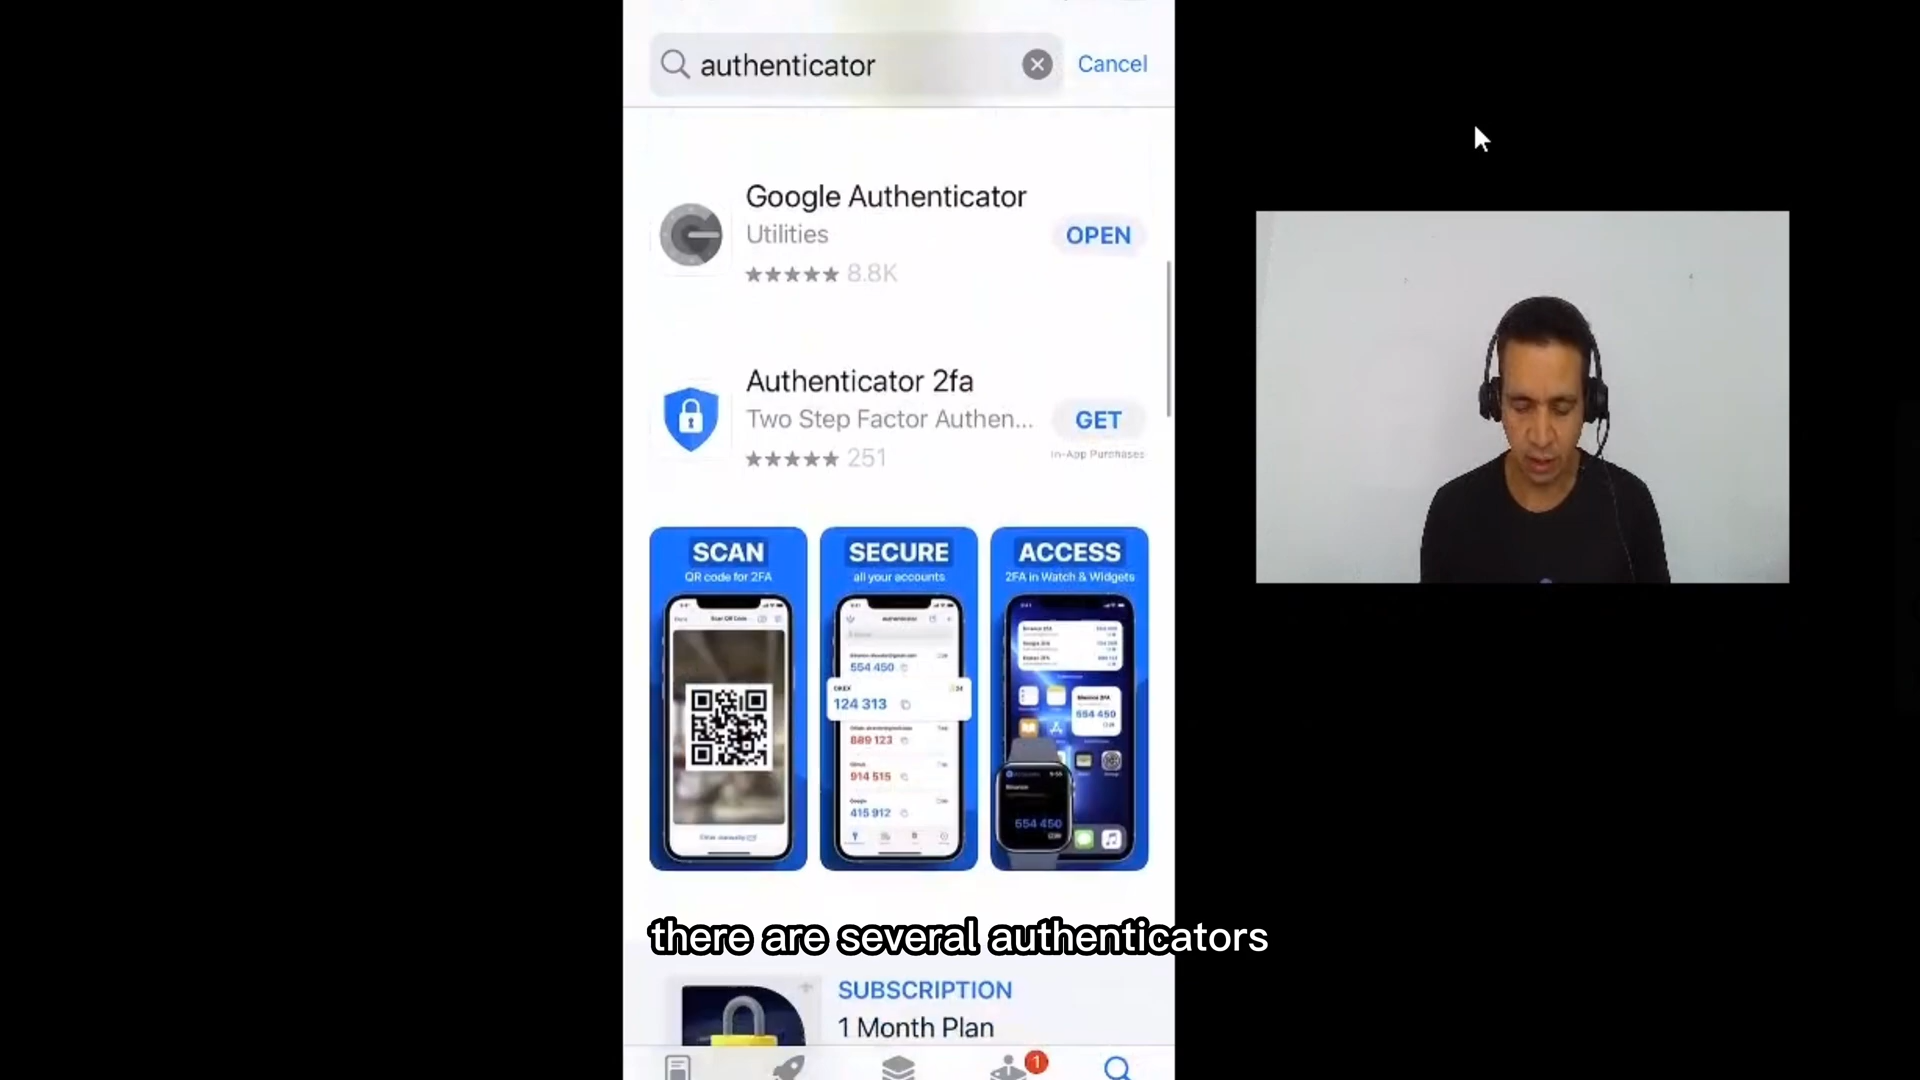 authenticator
Cancel
Google Authenticator
Utilities
OPEN
8.8K
Authenticator 2fa
Two Step Factor Authen...
GET
251
In-App Purchases
SCAN
QR code for 2FA
SECURE
all your accounts
ACCESS
2FA in Watch & Widgets
554 450
124 313
889 123
914 515
Google
415 912
554 450
554 450
there are several authenticators
SUBSCRIPTION
1 Month Plan
1